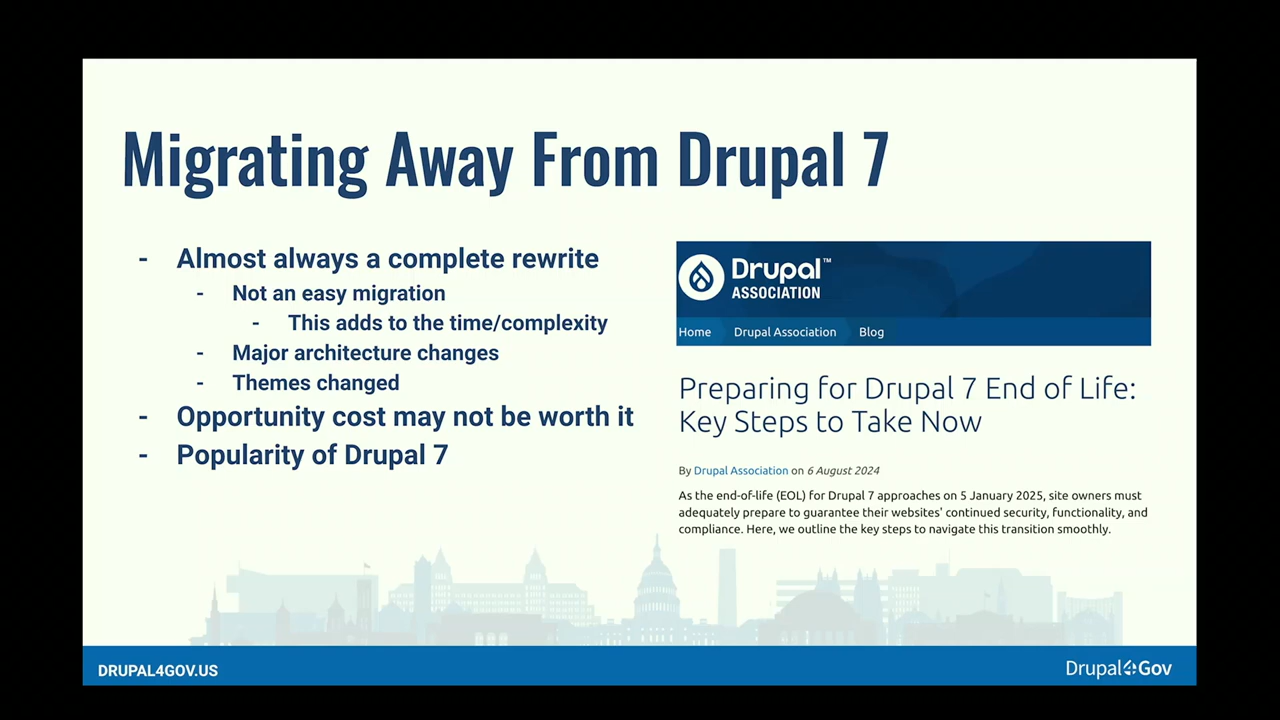 Migrating Away From Drupal 7
- Almost always a complete rewrite
- Not an easy migration
- This adds to the time/complexity
- Major architecture changes
- Themes changed
- Opportunity cost may not be worth it
- Popularity of Drupal 7
Drupal™
ASSOCIATION
Home Drupal Association Blog
Preparing for Drupal 7 End of Life:
Key Steps to Take Now
By Drupal Association on 6 August 2024
As the end-of-life (EOL) for Drupal 7 approaches on 5 January 2025, site owners must
adequately prepare to guarantee their websites' continued security, functionality, and
compliance. Here, we outline the key steps to navigate this transition smoothly.
DRUPAL4GOV.US
Drupal4Gov